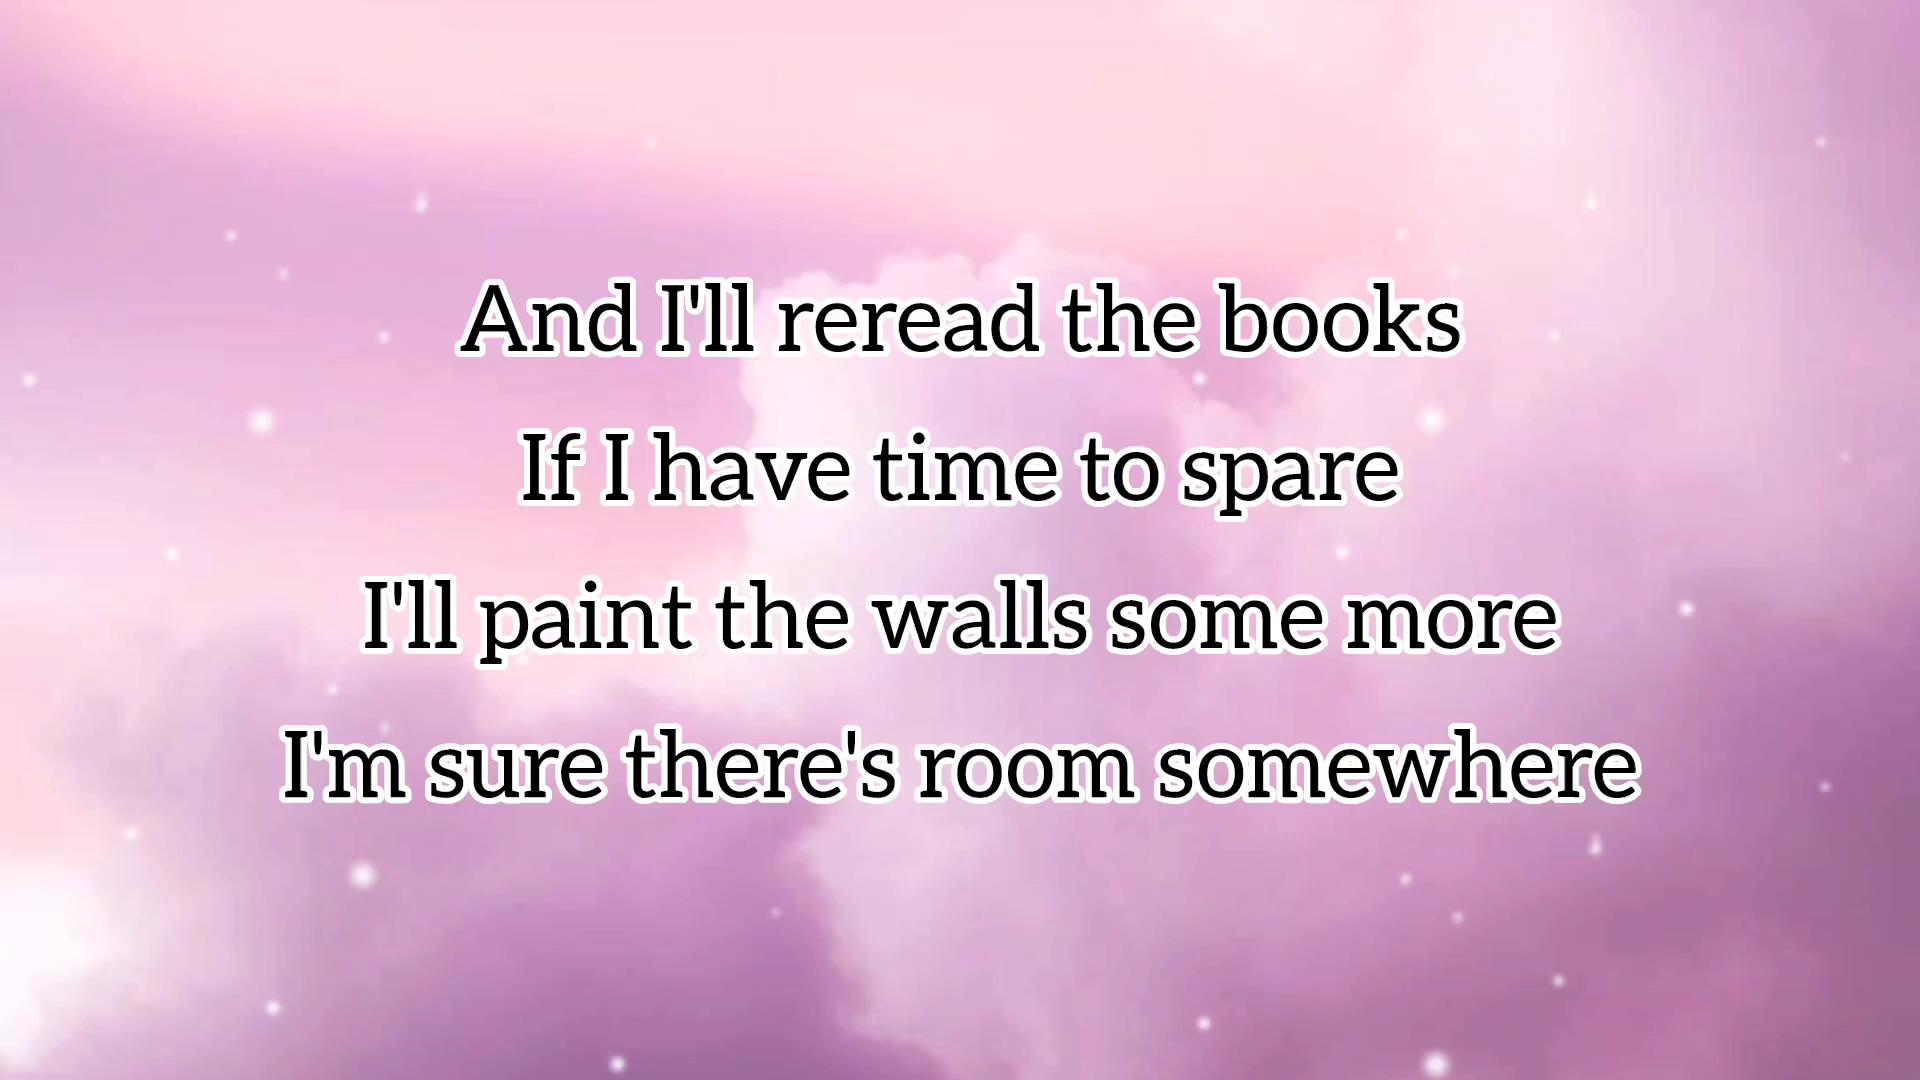 And I'll reread the books
If I have time to spare
I'll paint the walls some more
I'm sure there's room somewhere